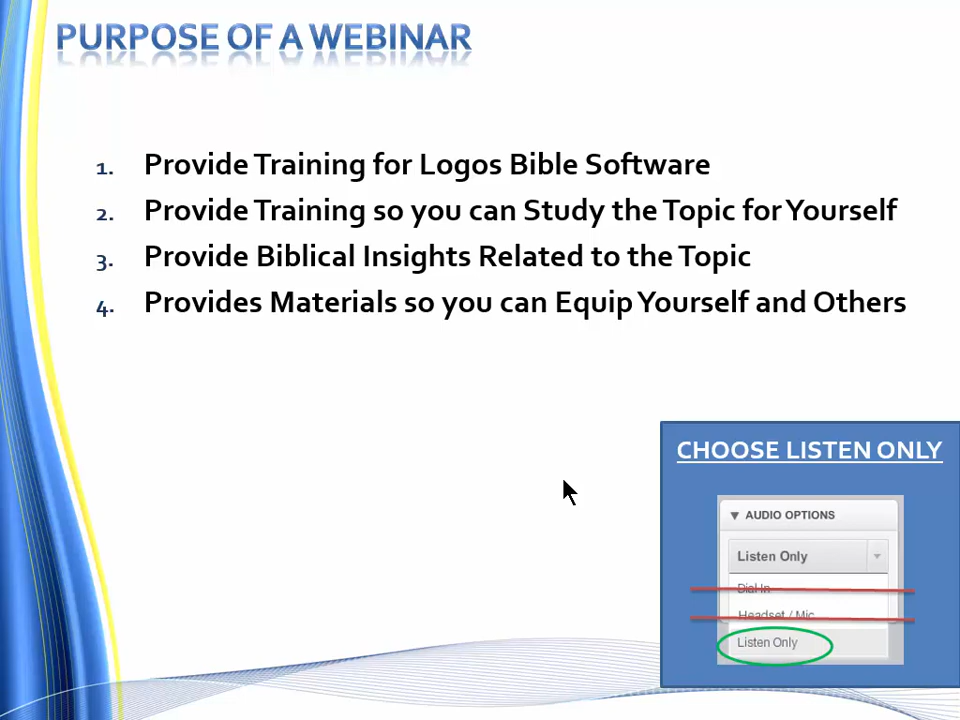 PURPOSE OF A WEBINAR
1. Provide Training for Logos Bible Software
2. Provide Training so you can Study the Topic for Yourself
3. Provide Biblical Insights Related to the Topic
4. Provides Materials so you can Equip Yourself and Others
CHOOSE LISTEN ONLY
▼ AUDIO OPTIONS
Listen Only
Dial In
Headset / Mic
Listen Only